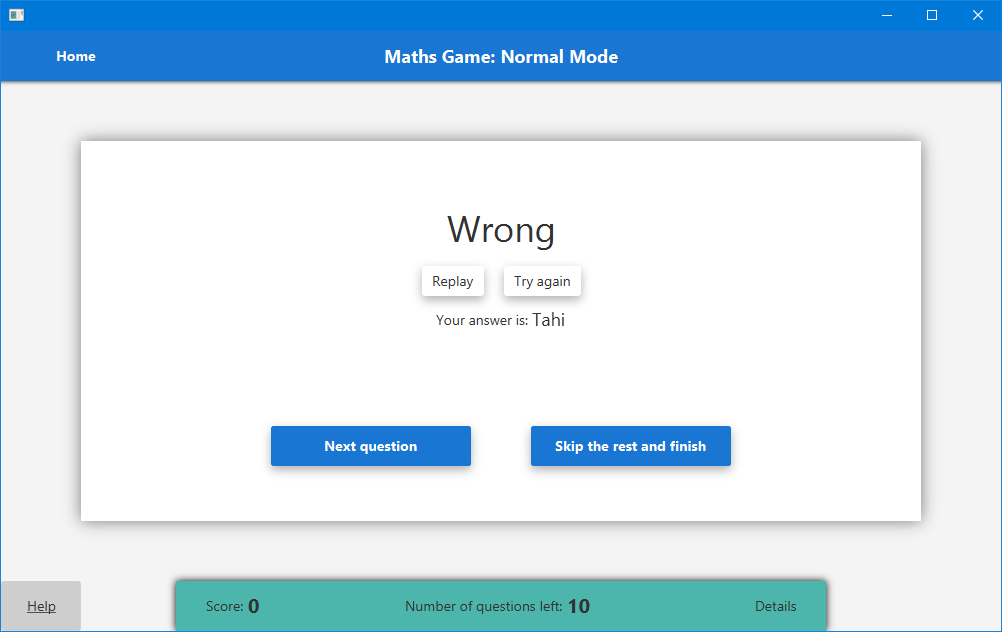 Home
Maths Game: Normal Mode
Wrong
Replay
Try again
Your answer is: Tahi
Next question
Skip the rest and finish
Help
Score: 0
Number of questions left: 10
Details